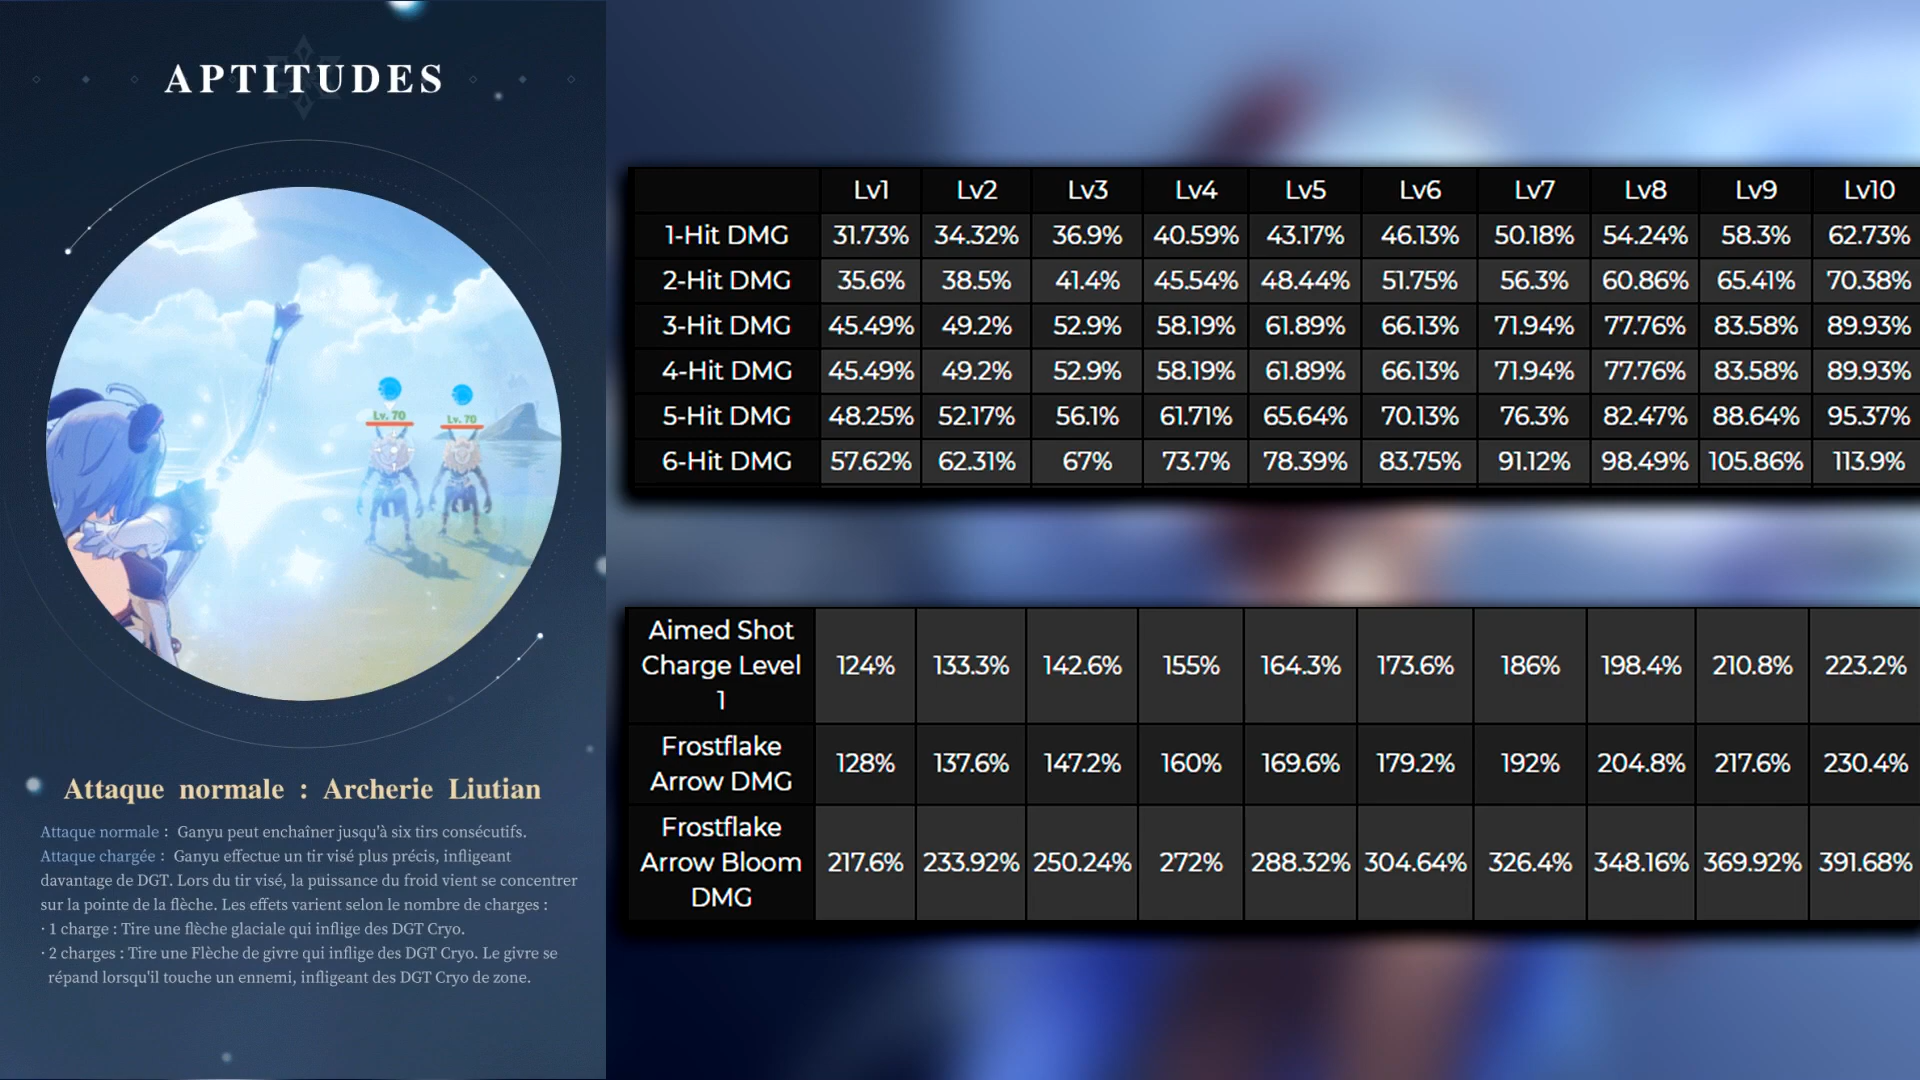 APTITUDES
Lv. 70
Lv. 70
Attaque normale : Archerie Liutian
Attaque normale : Ganyu peut enchaîner jusqu'à six tirs consécutifs.
Attaque chargée : Ganyu effectue un tir visé plus précis, infligeant
davantage de DGT. Lors du tir visé, la puissance du froid vient se concentrer
sur la pointe de la flèche. Les effets varient selon le nombre de charges :
· 1 charge : Tire une flèche glaciale qui inflige des DGT Cryo.
· 2 charges : Tire une Flèche de givre qui inflige des DGT Cryo. Le givre se
répand lorsqu'il touche un ennemi, infligeant des DGT Cryo de zone.
Lv1 Lv2 Lv3 Lv4 Lv5 Lv6 Lv7 Lv8 Lv9 Lv10
1-Hit DMG 31.73% 34.32% 36.9% 40.59% 43.17% 46.13% 50.18% 54.24% 58.3% 62.73%
2-Hit DMG 35.6% 38.5% 41.4% 45.54% 48.44% 51.75% 56.3% 60.86% 65.41% 70.38%
3-Hit DMG 45.49% 49.2% 52.9% 58.19% 61.89% 66.13% 71.94% 77.76% 83.58% 89.93%
4-Hit DMG 45.49% 49.2% 52.9% 58.19% 61.89% 66.13% 71.94% 77.76% 83.58% 89.93%
5-Hit DMG 48.25% 52.17% 56.1% 61.71% 65.64% 70.13% 76.3% 82.47% 88.64% 95.37%
6-Hit DMG 57.62% 62.31% 67% 73.7% 78.39% 83.75% 91.12% 98.49% 105.86% 113.9%
Aimed Shot
Charge Level
1
124% 133.3% 142.6% 155% 164.3% 173.6% 186% 198.4% 210.8% 223.2%
Frostflake
Arrow DMG
128% 137.6% 147.2% 160% 169.6% 179.2% 192% 204.8% 217.6% 230.4%
Frostflake
Arrow Bloom
DMG
217.6% 233.92% 250.24% 272% 288.32% 304.64% 326.4% 348.16% 369.92% 391.68%